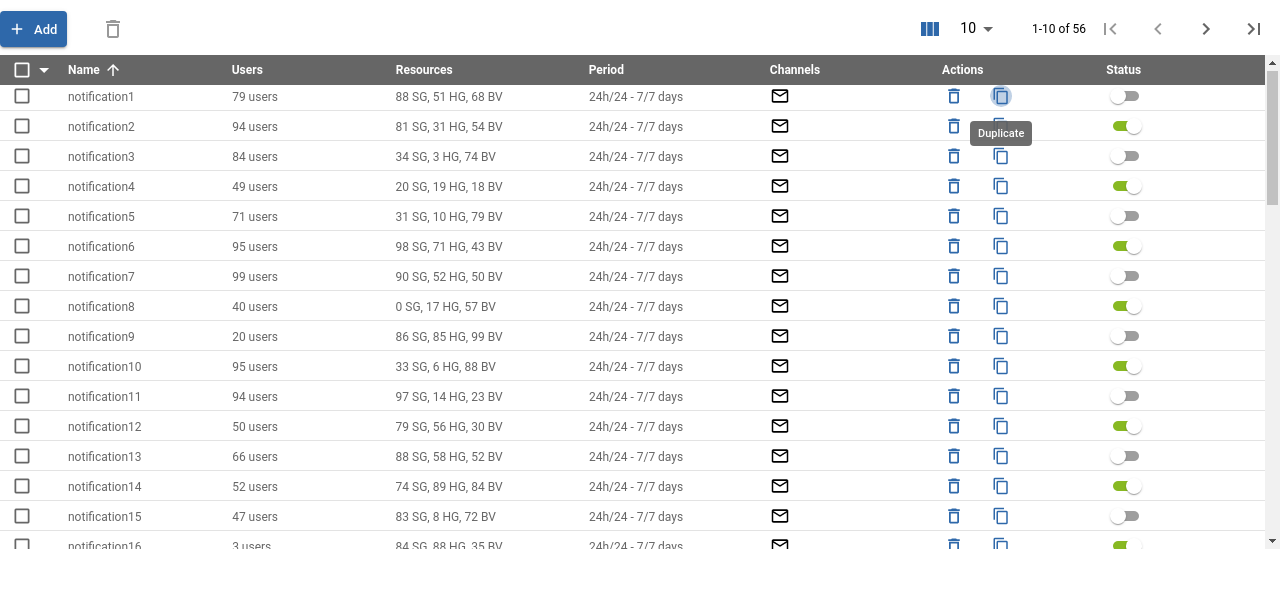 Add 10 1-10 of 56
Name Users Resources Period Channels Actions Status
notification1 79 users 88 SG, 51 HG, 68 BV 24h/24 - 7/7 days
notification2 94 users 81 SG, 31 HG, 54 BV 24h/24 - 7/7 days
Duplicate
notification3 84 users 34 SG, 3 HG, 74 BV 24h/24 - 7/7 days
notification4 49 users 20 SG, 19 HG, 18 BV 24h/24 - 7/7 days
notification5 71 users 31 SG, 10 HG, 79 BV 24h/24 - 7/7 days
notification6 95 users 98 SG, 71 HG, 43 BV 24h/24 - 7/7 days
notification7 99 users 90 SG, 52 HG, 50 BV 24h/24 - 7/7 days
notification8 40 users 0 SG, 17 HG, 57 BV 24h/24 - 7/7 days
notification9 20 users 86 SG, 85 HG, 99 BV 24h/24 - 7/7 days
notification10 95 users 33 SG, 6 HG, 88 BV 24h/24 - 7/7 days
notification11 94 users 97 SG, 14 HG, 23 BV 24h/24 - 7/7 days
notification12 50 users 79 SG, 56 HG, 30 BV 24h/24 - 7/7 days
notification13 66 users 88 SG, 58 HG, 52 BV 24h/24 - 7/7 days
notification14 52 users 74 SG, 89 HG, 84 BV 24h/24 - 7/7 days
notification15 47 users 83 SG, 8 HG, 72 BV 24h/24 - 7/7 days
notification16 3 users 84 SG, 88 HG, 35 BV 24h/24 - 7/7 days